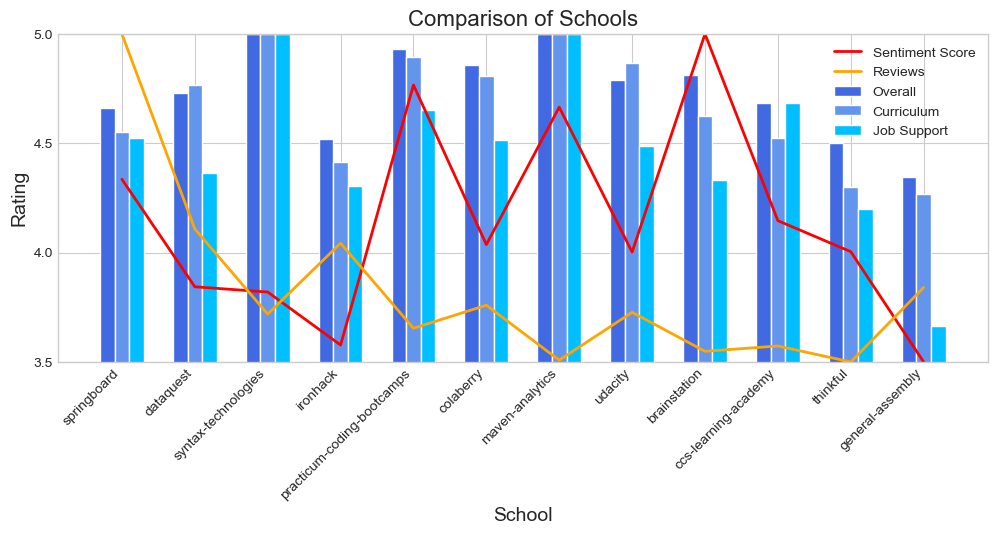 Comparison of Schools
Sentiment Score
Reviews
Overall
Curriculum
Job Support
Rating
5.0
4.5
4.0
3.5
springboard
dataquest
syntax-technologies
ironhack
practicum-coding-bootcamps
colaberry
maven-analytics
udacity
brainstation
ccs-learning-academy
thinkful
general-assembly
School